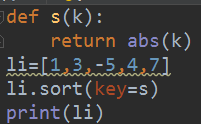 def s(k):
    return abs(k)
li=[1,3,-5,4,7]
li.sort(key=s)
print(li)